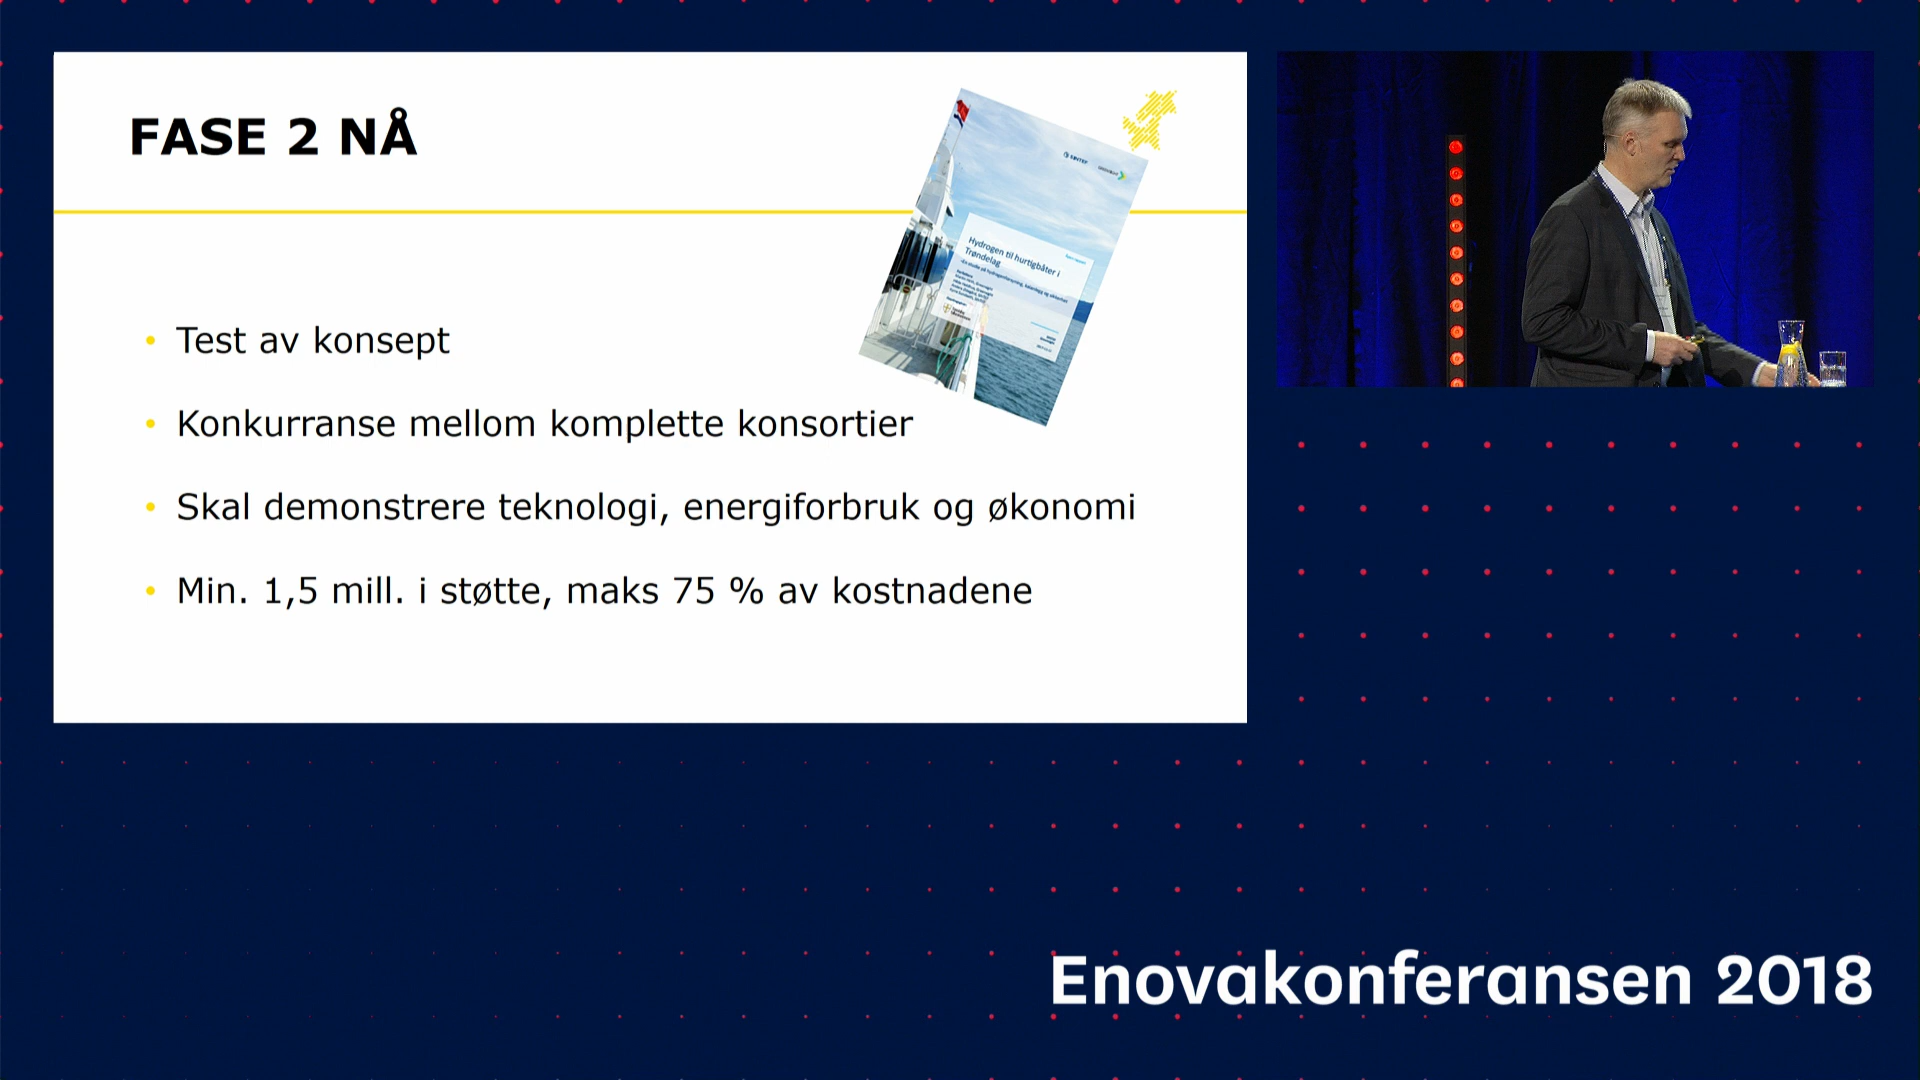 FASE 2 NÅ
SINTEF
Hydrogen til hurtigbåter i
Trøndelag
• Test av konsept
• Konkurranse mellom komplette konsortier
• Skal demonstrere teknologi, energiforbruk og økonomi
• Min. 1,5 mill. i støtte, maks 75 % av kostnadene
Enovakonferansen 2018